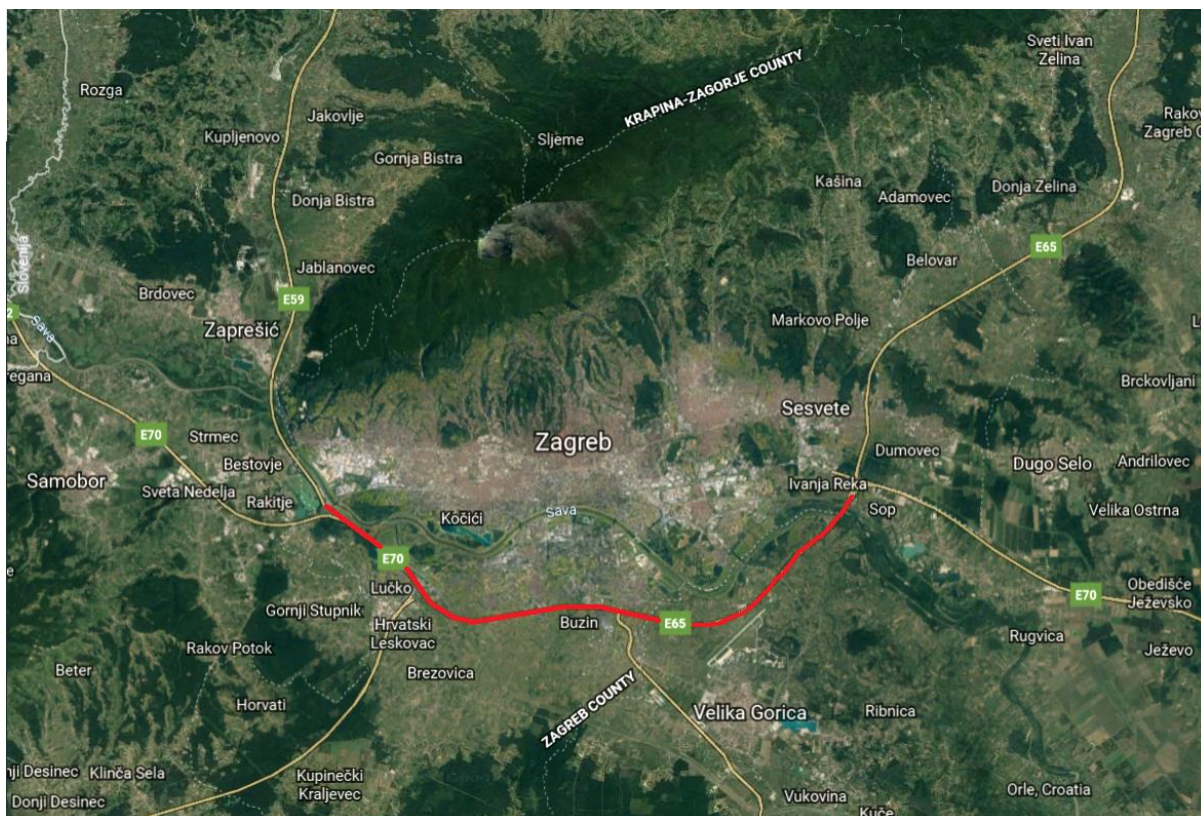 Sveti Ivan
Zelina
Rozga
Jakovlje
Kupljenovo
KRAPINA-ZAGORJE COUNTY
Sljeme
Gornja Bistra
Kašina
Adamovec
Donja Zelina
Donja Bistra
Slovenija
E65
Belovar
Jablanovec
Brdovec
E59
Sava
Zaprešić
Markovo Polje
Brckovljani
Sesvete
E70
Strmec
Zagreb
Dumovec
Bestovje
Dugo Selo
Andrilovec
Samobor
Sveta Nedelja
Rakitje
Ivanja Reka
Kočići
Sava
Sop
Velika Ostrna
E70
Lučko
Gornji Stupnik
Hrvatski
Leskovac
Buzin
E65
E70
Obedišće
Ježevsko
Rugvica
Ježevo
Rakov Potok
Beter
Brezovica
Horvati
ZAGREB COUNTY
Velika Gorica
Ribnica
Klinča Sela
Donji Desinec
Kupinečki
Kraljevec
Vukovina
Orle, Croatia